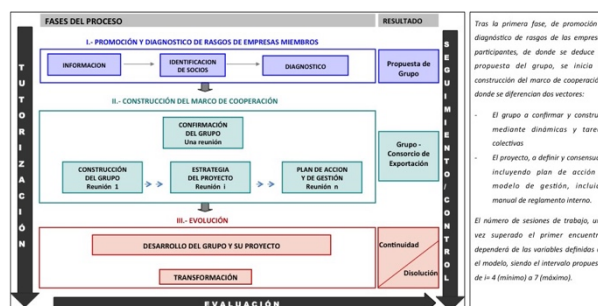 FASES DEL PROCESO
RESULTADO
TUTORIZACIÓN
SEGUIMIENTO/CONTROL
I.- PROMOCIÓN Y DIAGNOSTICO DE RASGOS DE EMPRESAS MIEMBROS
INFORMACION
IDENTIFICACION
DE SOCIOS
DIAGNOSTICO
Propuesta de
Grupo
II.- CONSTRUCCIÓN DEL MARCO DE COOPERACIÓN
CONFIRMACIÓN
DEL GRUPO
Una reunión
CONSTRUCCIÓN
DEL GRUPO
Reunión 1
ESTRATEGIA
DEL PROYECTO
Reunión i
PLAN DE ACCION
Y DE GESTIÓN
Reunión n
Grupo -
Consorcio de
Exportación
III.- EVOLUCIÓN
DESARROLLO DEL GRUPO Y SU PROYECTO
TRANSFORMACIÓN
Continuidad
Disolución
EVALUACIÓN
Tras la primera fase, de promoción
diagnóstico de rasgos de las empres
participantes, de donde se deduce
propuesta del grupo, se inicia
construcción del marco de cooperación
donde se diferencian dos vectores:
- El grupo a confirmar y constru
mediante dinámicas y tare
colectivas
- El proyecto, a definir y consensua
incluyendo plan de acción
modelo de gestión, incluid
manual de reglamento interno.
El número de sesiones de trabajo, un
vez superado el primer encuent
dependerá de las variables definidas
el modelo, siendo el intervalo propues
de i= 4 (mínimo) a 7 (máximo).